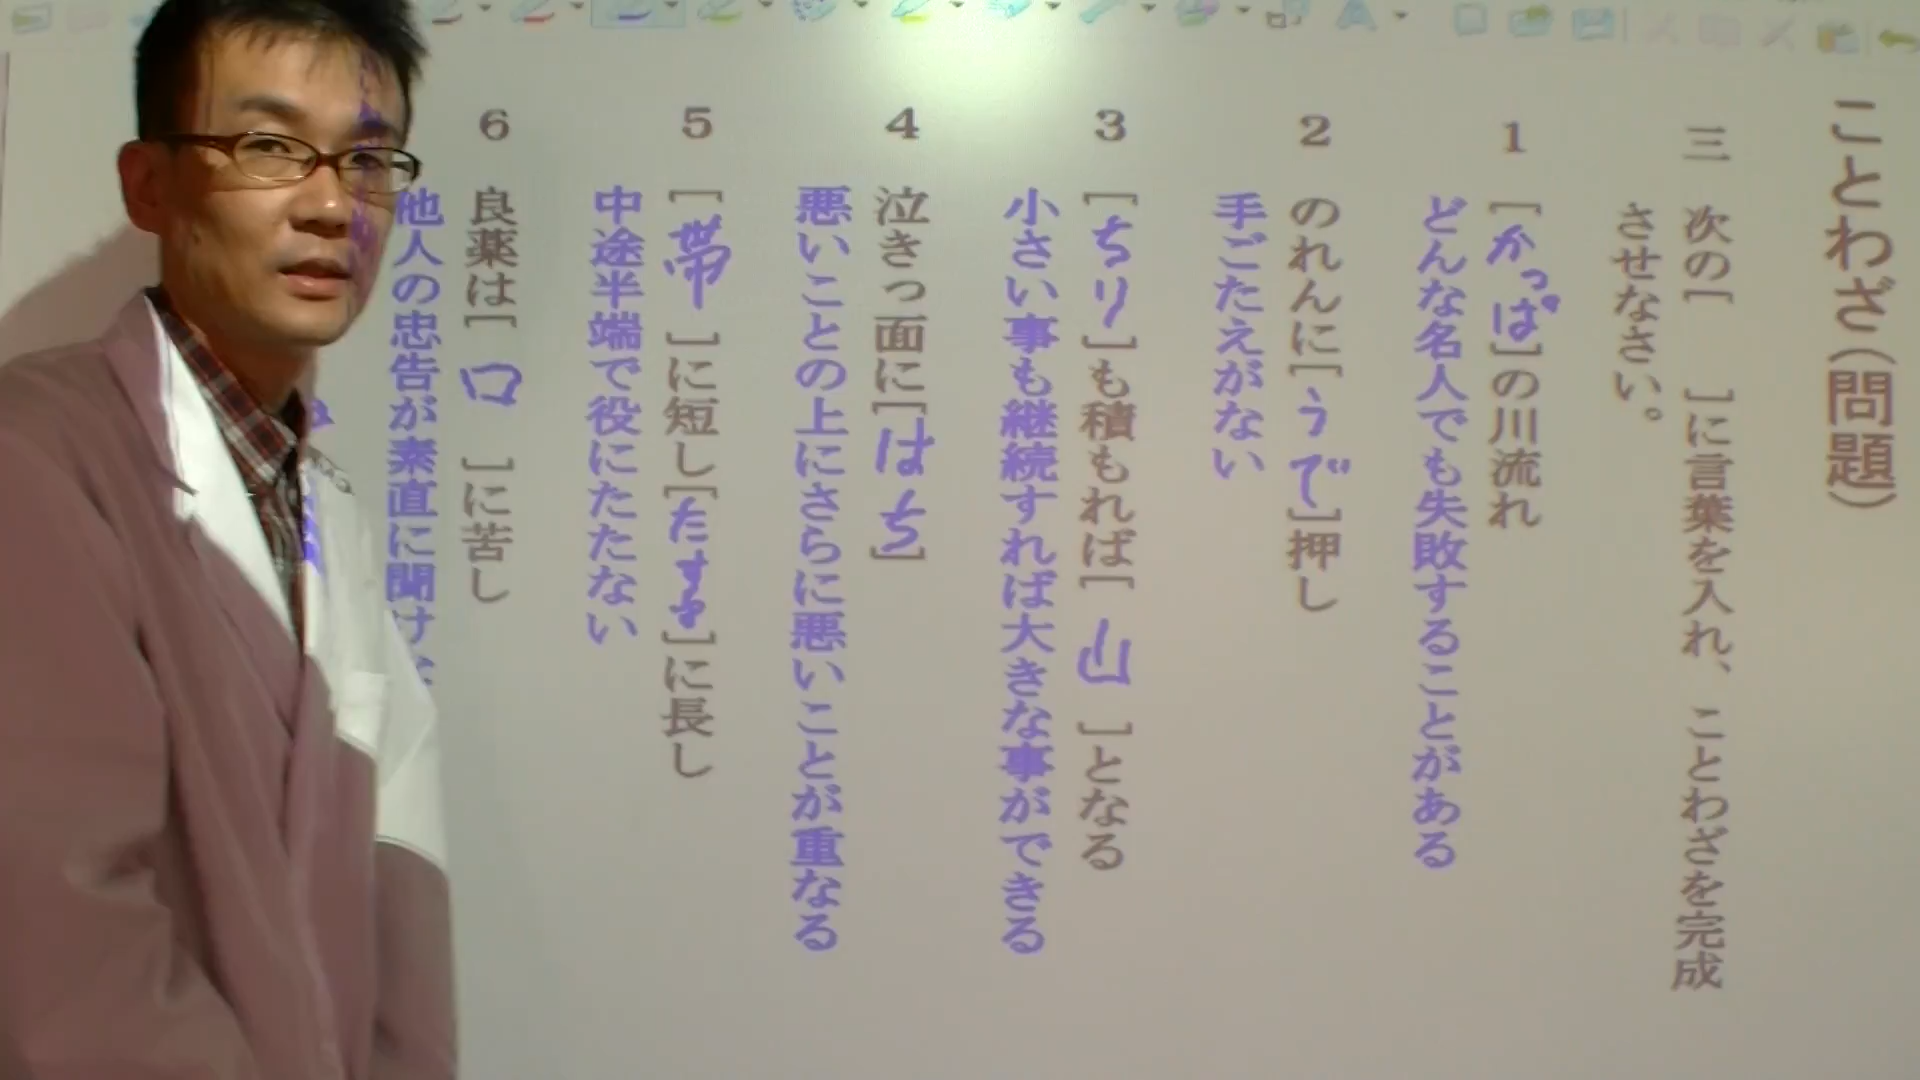 ことわざ(問題)
三 次の[ ]に言葉を入れ、ことわざを完成
させなさい。
1 [かっぱ]の川流れ
どんな名人でも失敗することがある
2 のれんに[うで]押し
手ごたえがない
3 [ちり]も積もれば[山]となる
小さい事も継続すれば大きな事ができる
4 泣きっ面に[はち]
悪いことの上にさらに悪いことが重なる
5 [帯]に短し[たすき]に長し
中途半端で役にたたない
6 良薬は[口]に苦し
他人の忠告が素直に聞け